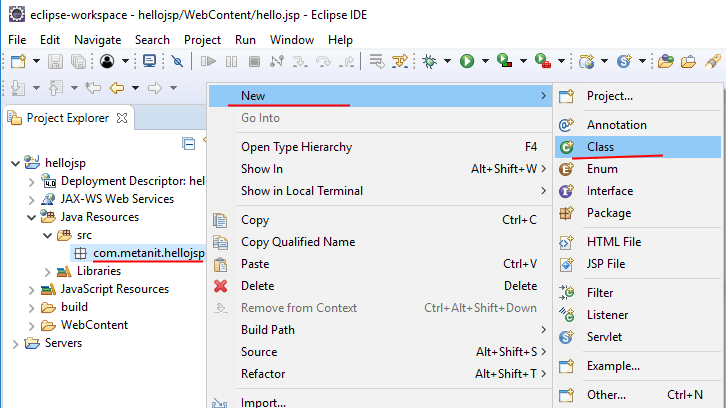 eclipse-workspace - hellojsp/WebContent/hello.jsp - Eclipse IDE
File Edit Navigate Search Project Run Window Help
Project Explorer
hellojsp
Deployment Descriptor: hel
JAX-WS Web Services
Java Resources
src
com.metanit.hellojsp
Libraries
JavaScript Resources
build
WebContent
Servers
New
Go Into
Open Type Hierarchy F4
Show In Alt+Shift+W
Show in Local Terminal
Copy Ctrl+C
Copy Qualified Name
Paste Ctrl+V
Delete Delete
Remove from Context Ctrl+Alt+Shift+Down
Build Path
Source Alt+Shift+S
Refactor Alt+Shift+T
Import...
Project...
Annotation
Class
Enum
Interface
Package
HTML File
JSP File
Filter
Listener
Servlet
Example...
Other... Ctrl+N